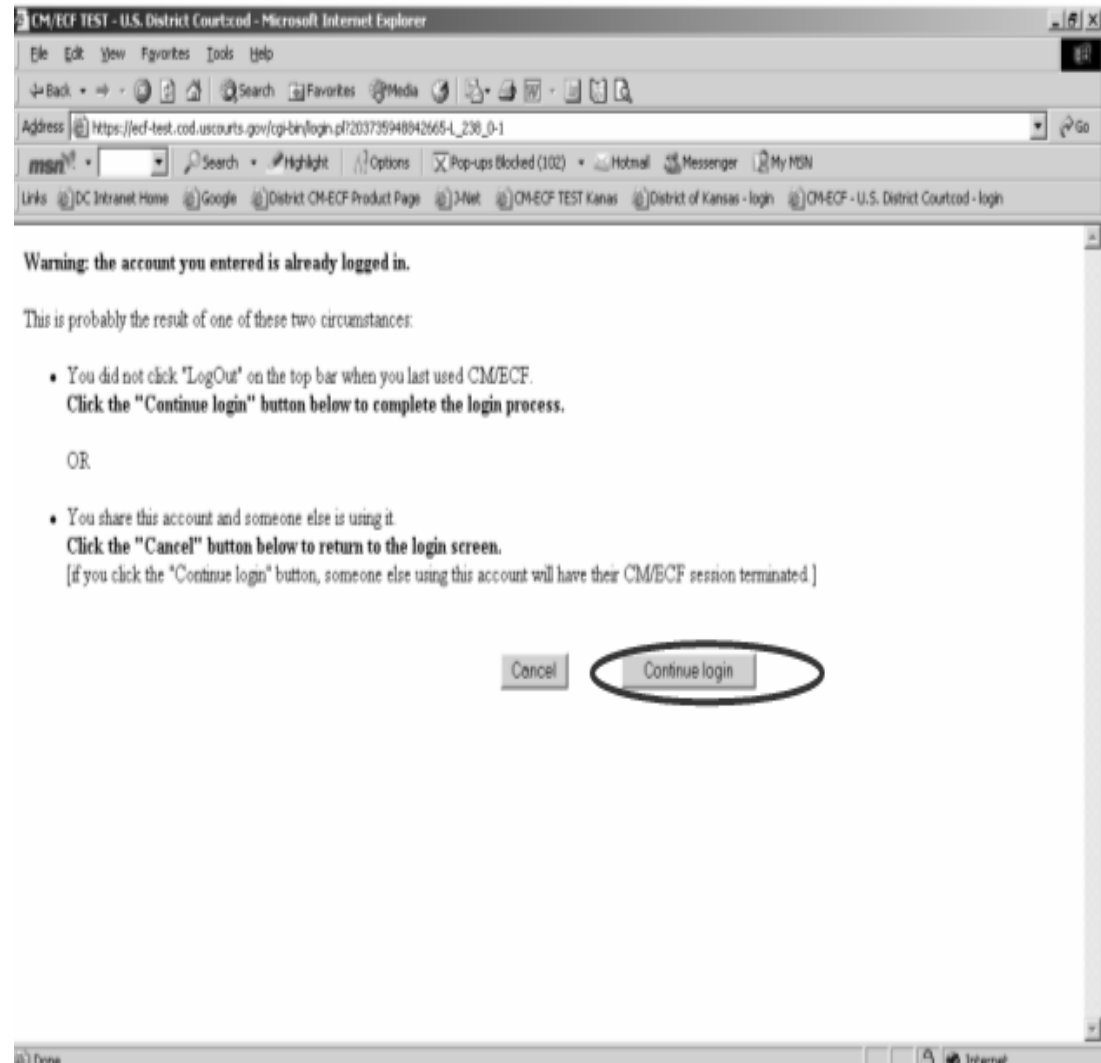 CM/ECF TEST - U.S. District Court:cod - Microsoft Internet Explorer
File Edit View Favorites Tools Help
Back Search Favorites Media
Address https://ecf-test.cod.uscourts.gov/cgi-bin/login.pl?203735948942665-L_238_0-1 Go
msn Search Highlight Options Pop-ups Blocked (102) Hotmail Messenger My MSN
Links DC Intranet Home Google District CM-ECF Product Page J-Net CM-ECF TEST Kanas District of Kansas - login CM-ECF - U.S. District Court:cod - login
Warning: the account you entered is already logged in.
This is probably the result of one of these two circumstances:
• You did not click "LogOut" on the top bar when you last used CM/ECF.
Click the "Continue login" button below to complete the login process.
OR
• You share this account and someone else is using it.
Click the "Cancel" button below to return to the login screen.
[if you click the "Continue login" button, someone else using this account will have their CM/ECF session terminated.]
Cancel Continue login
Done Internet